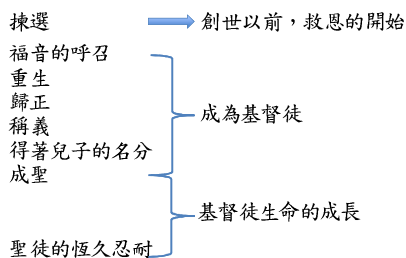 揀選
創世以前，救恩的開始
福音的呼召
重生
歸正
稱義
得著兒子的名分
成聖
成為基督徒
基督徒生命的成長
聖徒的恆久忍耐